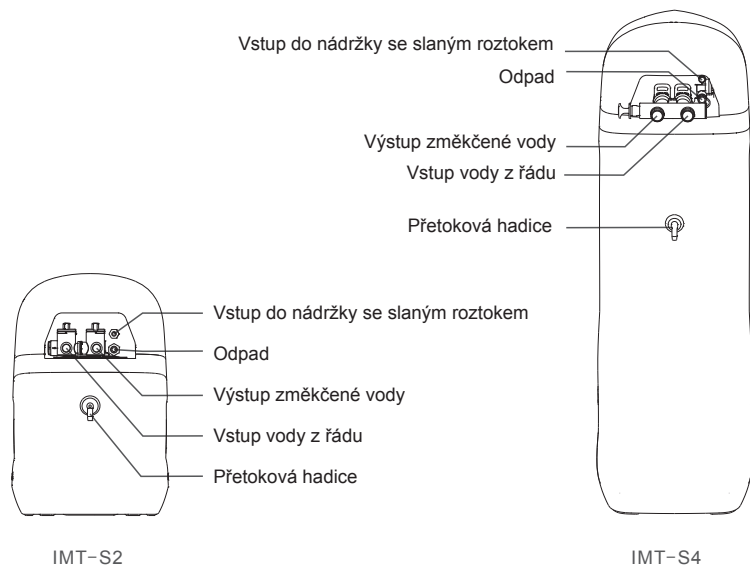 Vstup do nádržky se slaným roztokem
Odpad
Výstup změkčené vody
Vstup vody z řádu
Přetoková hadice
Vstup do nádržky se slaným roztokem
Odpad
Výstup změkčené vody
Vstup vody z řádu
Přetoková hadice
IMT-S2
IMT-S4